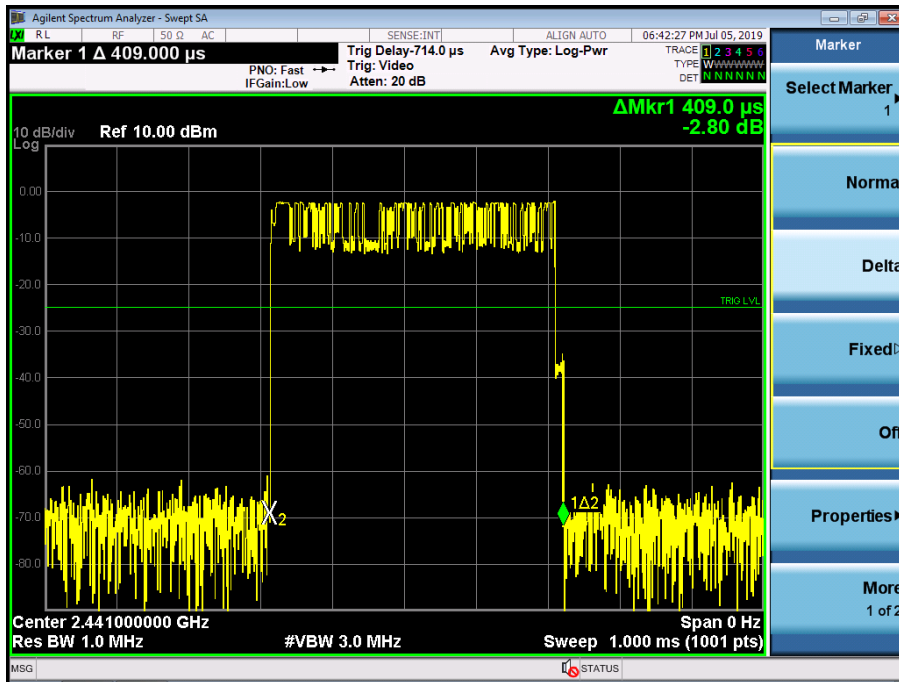 Agilent Spectrum Analyzer - Swept SA
LXI RL RF 50 Ω AC SENSE:INT ALIGN AUTO 06:42:27 PM Jul 05, 2019
Marker 1 Δ 409.000 µs
PNO: Fast
IFGain:Low
Trig Delay-714.0 µs
Trig: Video
Atten: 20 dB
Avg Type: Log-Pwr
TRACE 1 2 3 4 5 6
TYPE WWWWWW
DET N N N N N N
ΔMkr1 409.0 µs
-2.80 dB
10 dB/div Ref 10.00 dBm
Log
0.00
-10.0
-20.0
TRIG LVL
-30.0
-40.0
-50.0
-60.0
-70.0
-80.0
X2
1Δ2
Center 2.441000000 GHz Span 0 Hz
Res BW 1.0 MHz #VBW 3.0 MHz Sweep 1.000 ms (1001 pts)
MSG STATUS
Marker
Select Marker
1
Norma
Delta
Fixed
Off
Properties
More
1 of 2